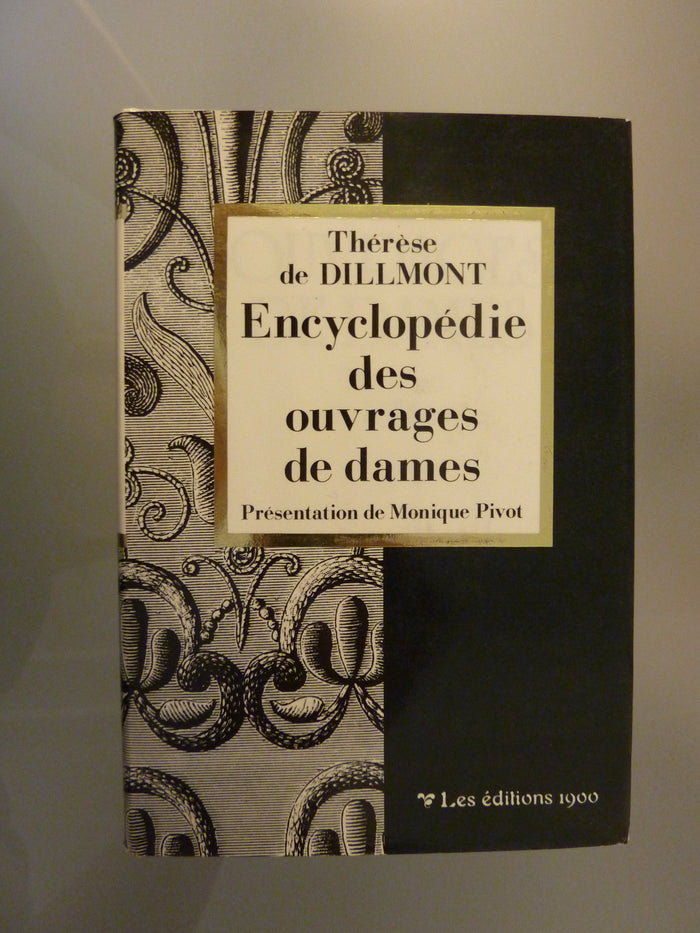 Thérèse
de DILLMONT
Encyclopédie
des
ouvrages
de dames
Présentation de Monique Pivot
Les éditions 1900